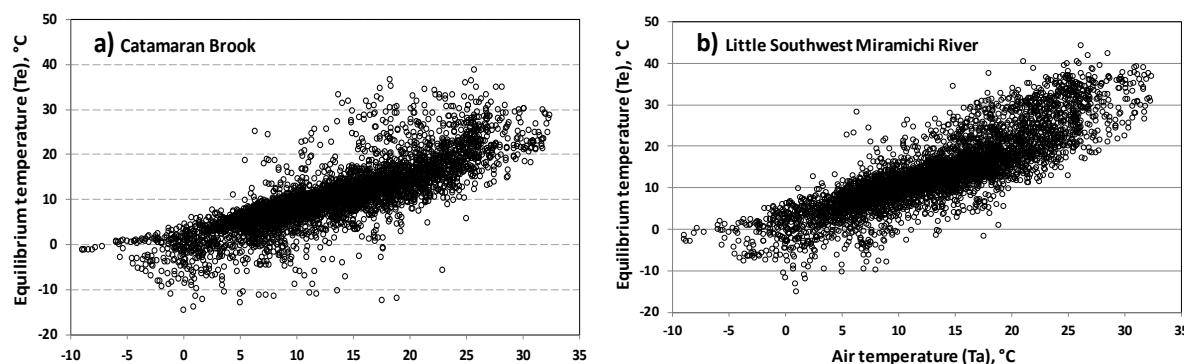 a) Catamaran Brook
Equilibrium temperature (Te), °C
50
40
30
20
10
0
-10
-20
-10 -5 0 5 10 15 20 25 30 35
b) Little Southwest Miramichi River
Equilibrium temperature (Te), °C
50
40
30
20
10
0
-10
-20
-10 -5 0 5 10 15 20 25 30 35
Air temperature (Ta), °C